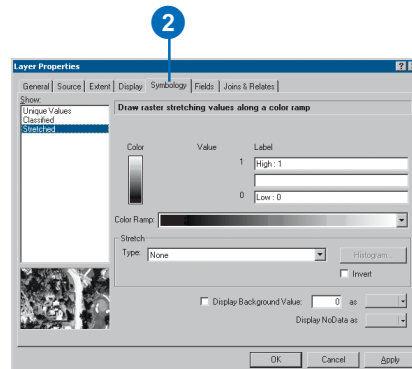 2
Layer Properties
?
General Source Extent Display Symbology Fields Joins & Relates
Show:
Unique Values
Classified
Stretched
Draw raster stretching values along a color ramp
Color Value Label
1 High : 1
0 Low : 0
Color Ramp:
Stretch
Type: None Histogram...
Invert
Display Background Value: 0 as
Display NoData as
OK Cancel Apply